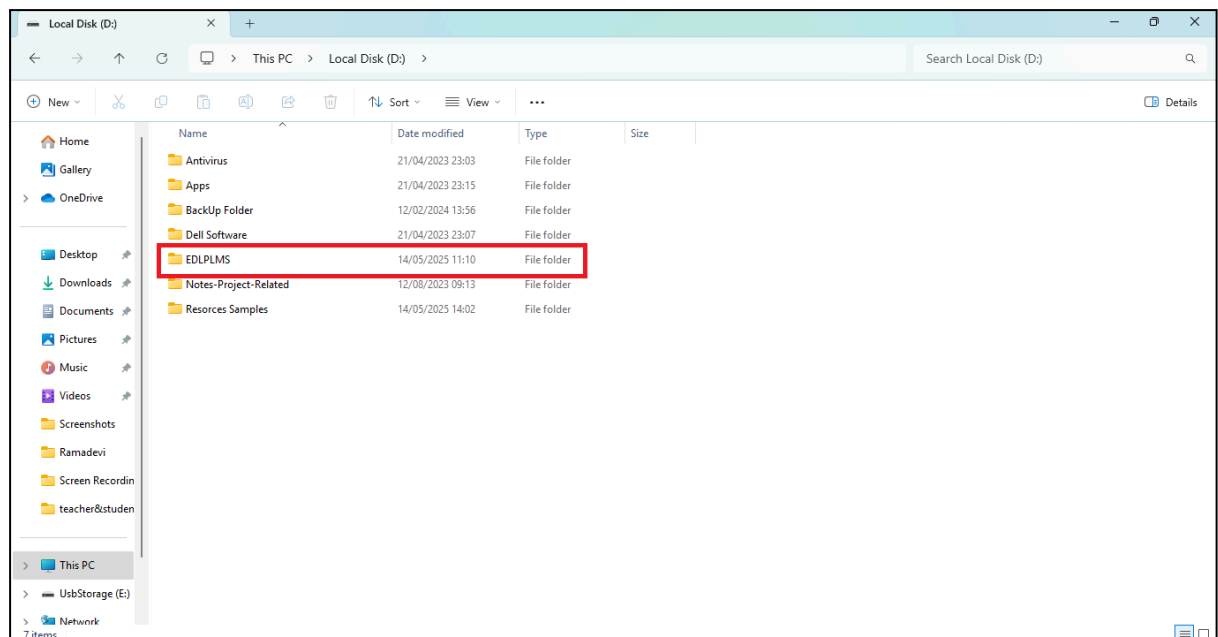 Local Disk (D:)
This PC > Local Disk (D:) >
Search Local Disk (D:)
New
Sort
View
Details
Home
Gallery
OneDrive
Desktop
Downloads
Documents
Pictures
Music
Videos
Screenshots
Ramadevi
Screen Recordin
teacher&studen
This PC
UsbStorage (E:)
Network
7 items
Name Date modified Type Size
Antivirus 21/04/2023 23:03 File folder
Apps 21/04/2023 23:15 File folder
BackUp Folder 12/02/2024 13:56 File folder
Dell Software 21/04/2023 23:07 File folder
EDLPLMS 14/05/2025 11:10 File folder
Notes-Project-Related 12/08/2023 09:13 File folder
Resorces Samples 14/05/2025 14:02 File folder